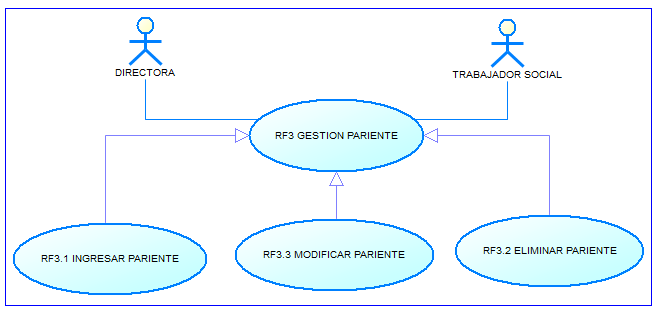 DIRECTORA
TRABAJADOR SOCIAL
RF3 GESTION PARIENTE
RF3.1 INGRESAR PARIENTE
RF3.3 MODIFICAR PARIENTE
RF3.2 ELIMINAR PARIENTE